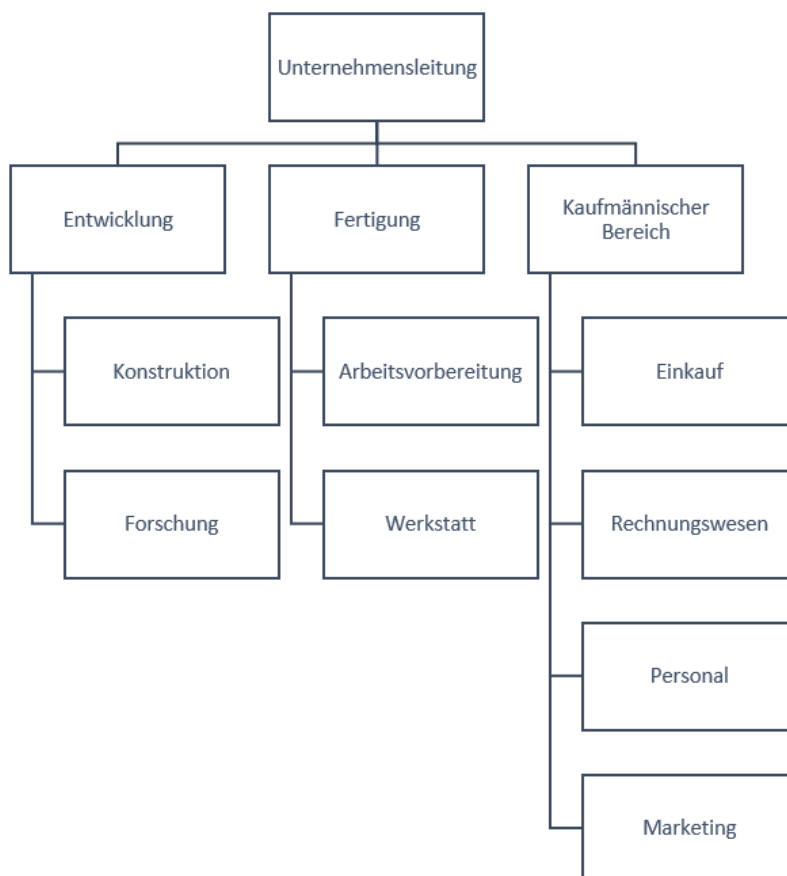 Unternehmensleitung
Entwicklung
Fertigung
Kaufmännischer
Bereich
Konstruktion
Arbeitsvorbereitung
Einkauf
Forschung
Werkstatt
Rechnungswesen
Personal
Marketing